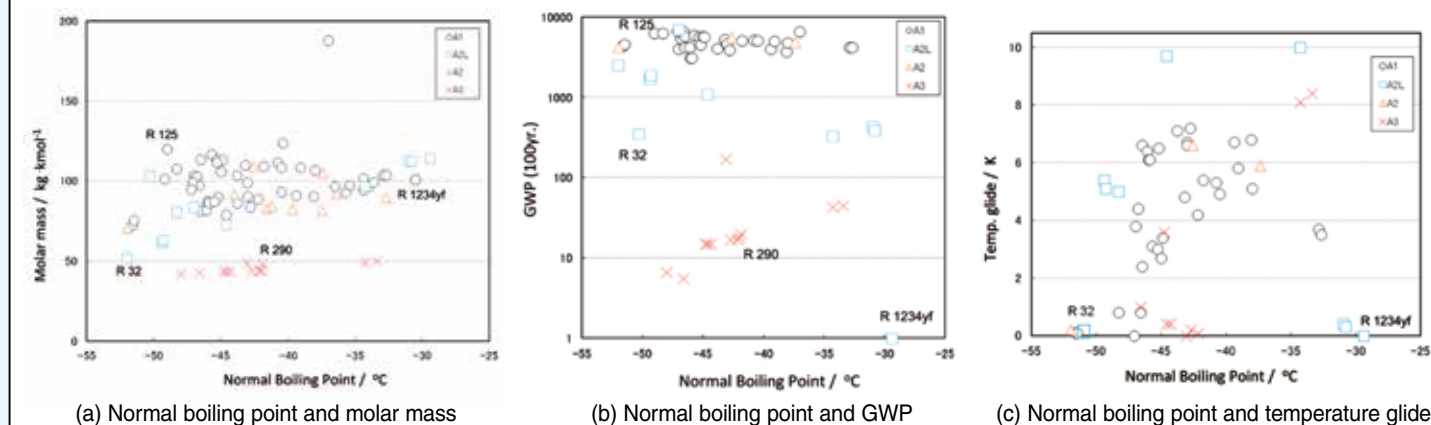 200
150
100
50
0
Molar mass / kg·kmol⁻¹
−55
−50
−45
−40
−35
−30
−25
Normal Boiling Point / °C
A1
A2L
A2
A3
R 125
R 1234yf
R 290
R 32
(a) Normal boiling point and molar mass
10000
1000
100
10
1
GWP (100yr.)
−55
−50
−45
−40
−35
−30
−25
Normal Boiling Point / °C
A1
A2L
A2
A3
R 125
R 32
R 290
R 1234yf
(b) Normal boiling point and GWP
10
8
6
4
2
0
Temp. glide / K
−55
−50
−45
−40
−35
−30
−25
Normal Boiling Point / °C
A1
A2L
A2
A3
R 32
R 1234yf
(c) Normal boiling point and temperature glide